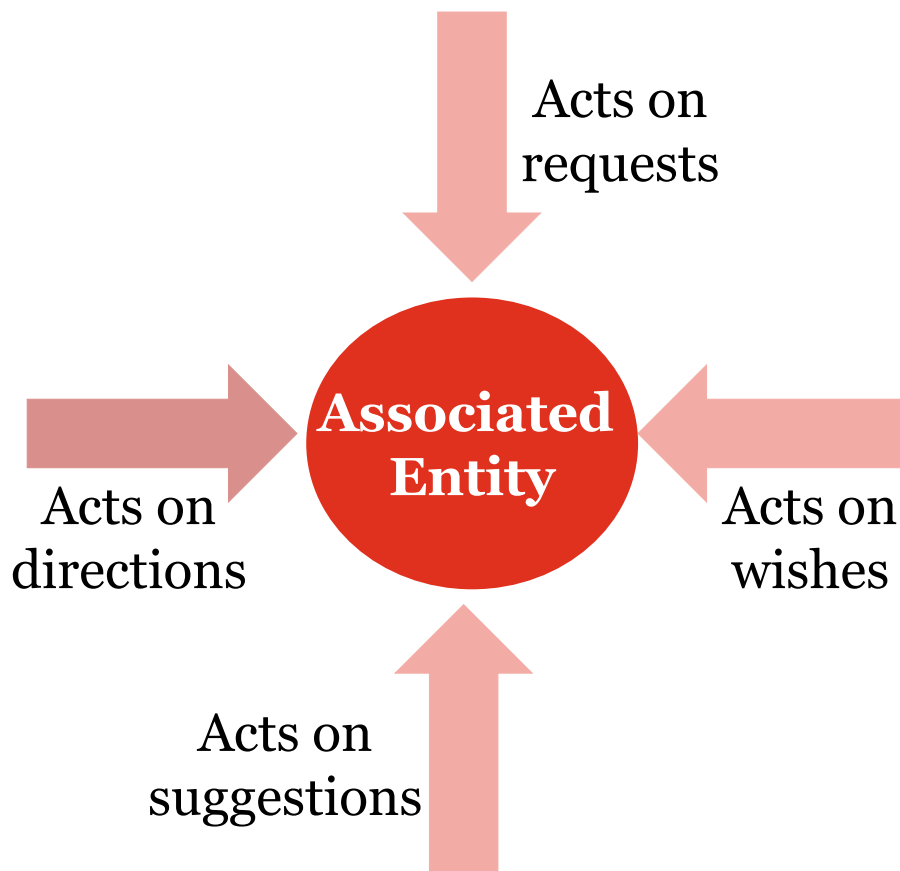 Acts on
requests
Associated
Entity
Acts on
directions
Acts on
wishes
Acts on
suggestions